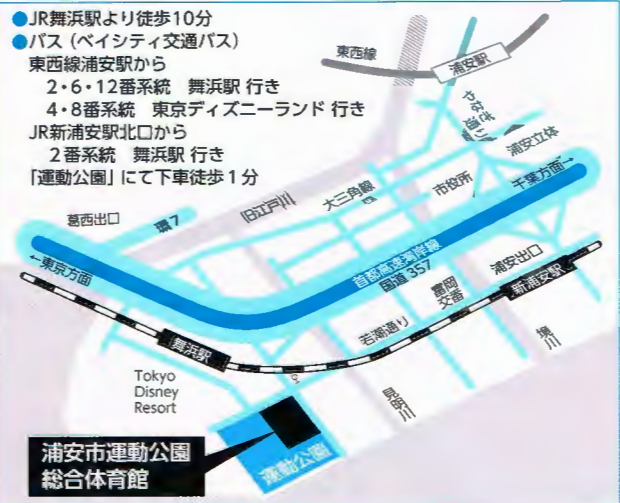 ●JR舞浜駅より徒歩10分
●バス（ベイシティ交通バス）
東西線浦安駅から
2・6・12番系統 舞浜駅 行き
4・8番系統 東京ディズニーランド 行き
JR新浦安駅北口から
2番系統 舞浜駅 行き
「運動公園」にて下車徒歩1分
東西線
浦安駅
やなぎ通り
浦安立体
市役所
千葉方面→
大三角線
旧江戸川
環7
葛西出口
←東京方面
首都高速湾岸線
国道357
浦安出口
新浦安駅
富岡
交番
若潮通り
舞浜駅
境川
見明川
Tokyo
Disney
Resort
運動公園
浦安市運動公園
総合体育館